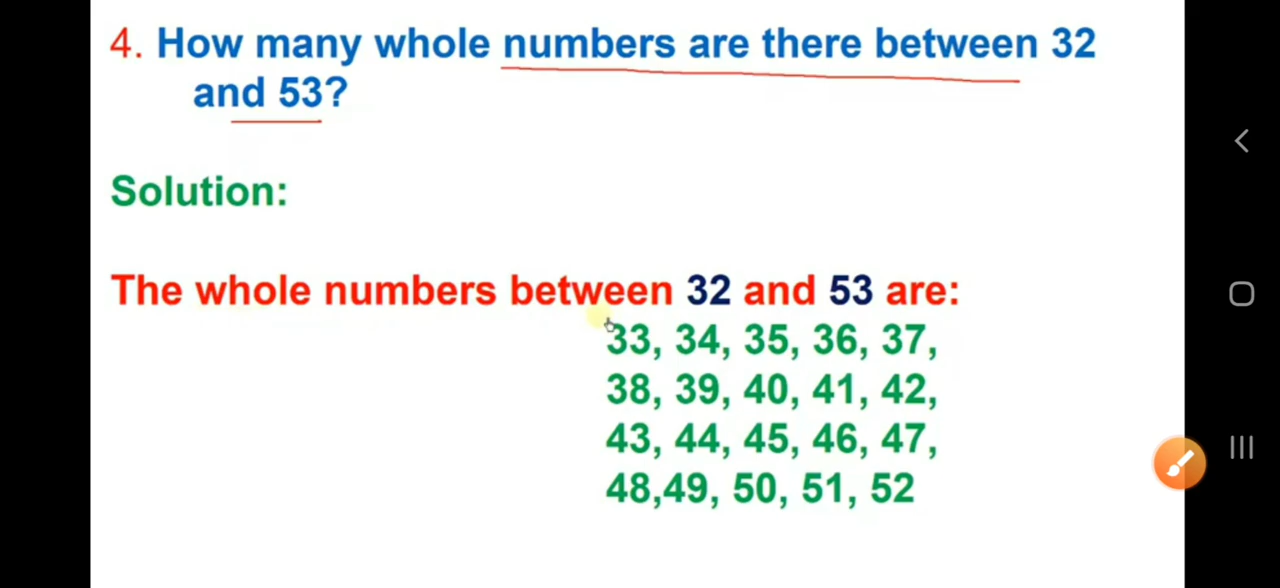 4. How many whole numbers are there between 32
and 53?
Solution:
The whole numbers between 32 and 53 are:
33, 34, 35, 36, 37,
38, 39, 40, 41, 42,
43, 44, 45, 46, 47,
48,49, 50, 51, 52